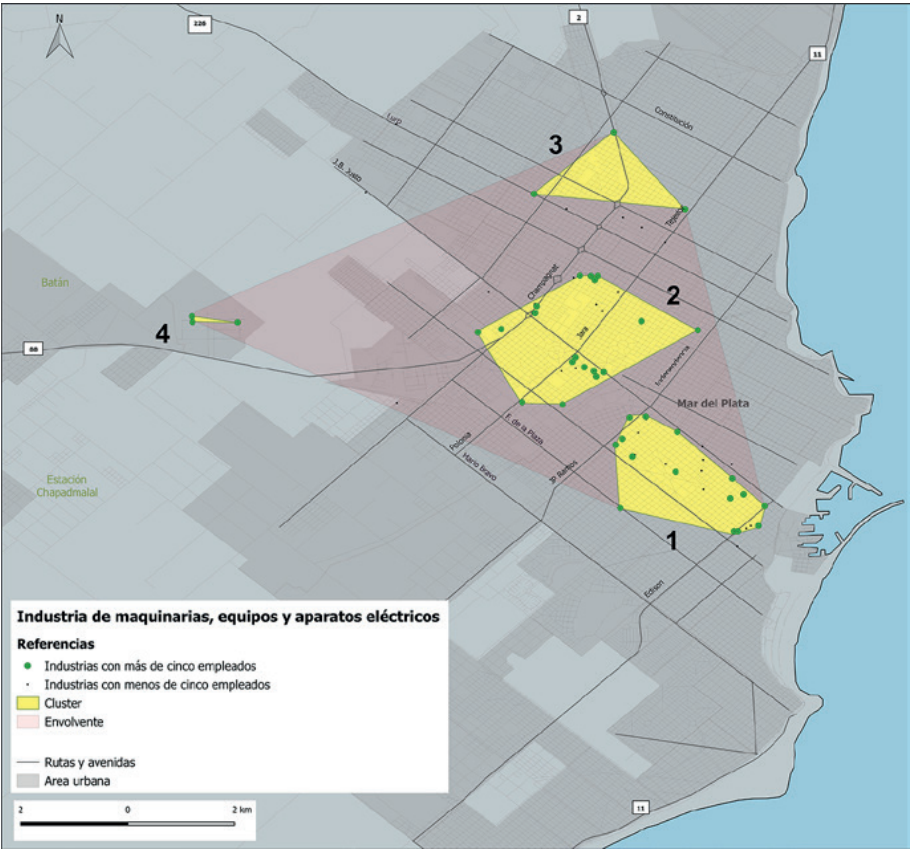 N
226
2
11
Constitución
Luro
3
J.B. Justo
Tejedor
Batán
Champagnat
2
4
Jara
88
Independencia
Mar del Plata
F. de la Plaza
Polonia
Mario Bravo
JP Ramos
Estación
Chapadmalal
1
Edison
Industria de maquinarias, equipos y aparatos eléctricos
Referencias
Industrias con más de cinco empleados
Industrias con menos de cinco empleados
Cluster
Envolvente
Rutas y avenidas
Area urbana
2 0 2 km
11